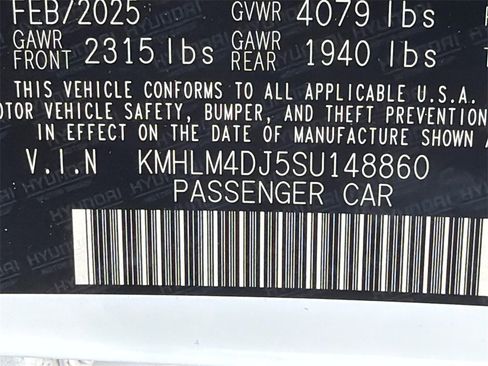 FEB/2025 GVWR 4079 lbs
GAWR FRONT 2315 lbs GAWR REAR 1940 lbs
THIS VEHICLE CONFORMS TO ALL APPLICABLE U.S.A.
MOTOR VEHICLE SAFETY, BUMPER, AND THEFT PREVENTION
IN EFFECT ON THE DATE OF MANUFACTURE SHOWN A
V.I.N KMHLM4DJ5SU148860
PASSENGER CAR